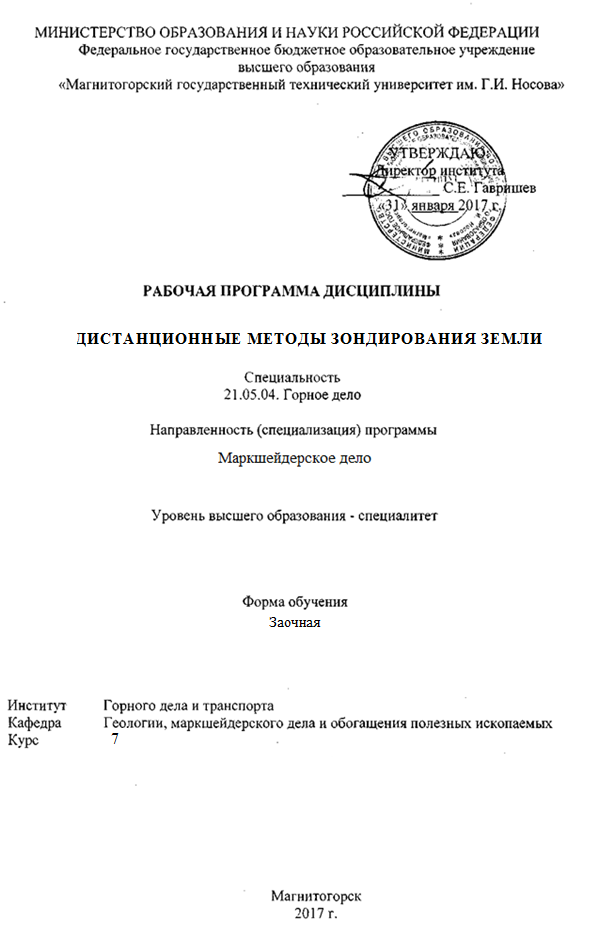 МИНИСТЕРСТВО ОБРАЗОВАНИЯ И НАУКИ РОССИЙСКОЙ ФЕДЕРАЦИИ
Федеральное государственное бюджетное образовательное учреждение
высшего образования
«Магнитогорский государственный технический университет им. Г.И. Носова»
УТВЕРЖДАЮ
Директор института
С.Е. Гавришев
«31» января 2017 г.
РАБОЧАЯ ПРОГРАММА ДИСЦИПЛИНЫ
ДИСТАНЦИОННЫЕ МЕТОДЫ ЗОНДИРОВАНИЯ ЗЕМЛИ
Специальность
21.05.04. Горное дело
Направленность (специализация) программы
Маркшейдерское дело
Уровень высшего образования - специалитет
Форма обучения
Заочная
Институт Горного дела и транспорта
Кафедра Геологии, маркшейдерского дела и обогащения полезных ископаемых
Курс 7
Магнитогорск
2017 г.